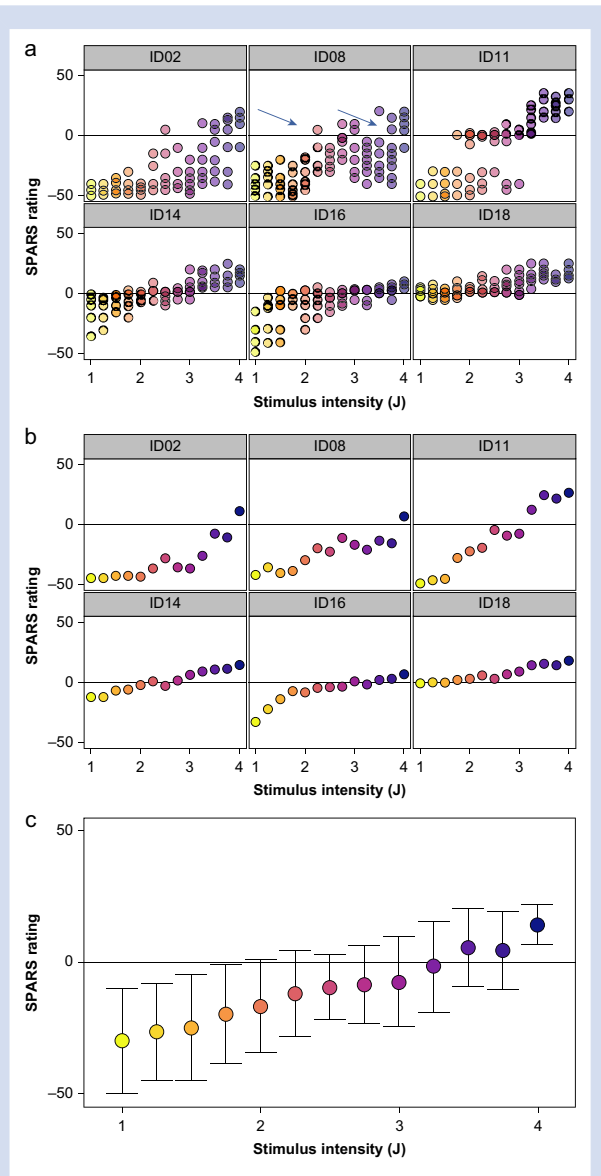 a
ID02 ID08 ID11
50
0
–50
ID14 ID16 ID18
50
0
–50
SPARS rating
1 2 3 4 1 2 3 4 1 2 3 4
Stimulus intensity (J)
b
ID02 ID08 ID11
50
0
–50
ID14 ID16 ID18
50
0
–50
SPARS rating
1 2 3 4 1 2 3 4 1 2 3 4
Stimulus intensity (J)
c
50
0
–50
SPARS rating
1 2 3 4
Stimulus intensity (J)